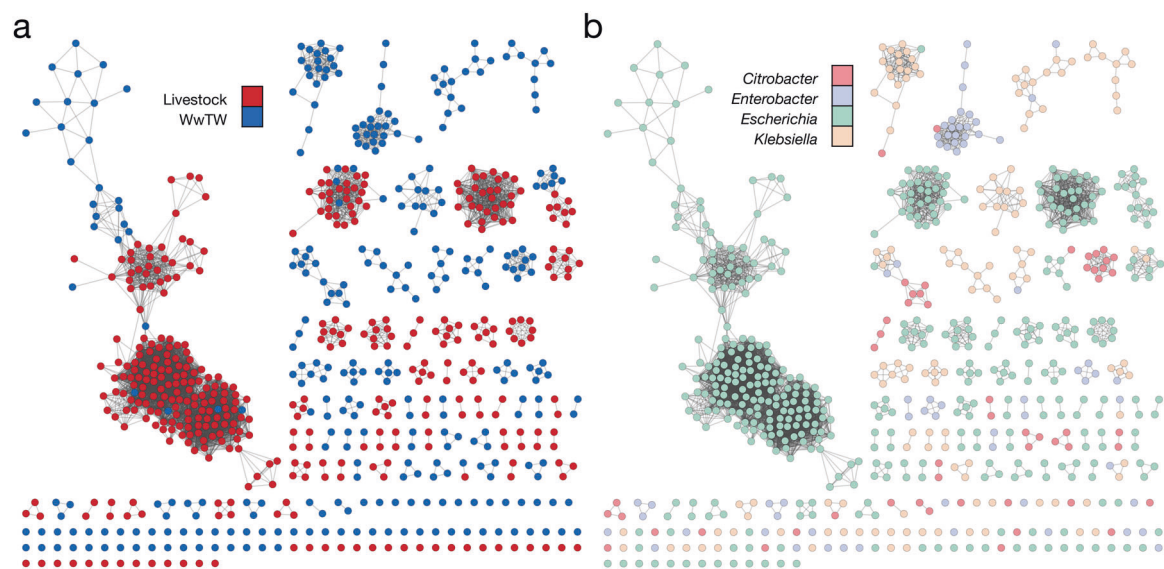 a
Livestock
WwTW
b
Citrobacter
Enterobacter
Escherichia
Klebsiella